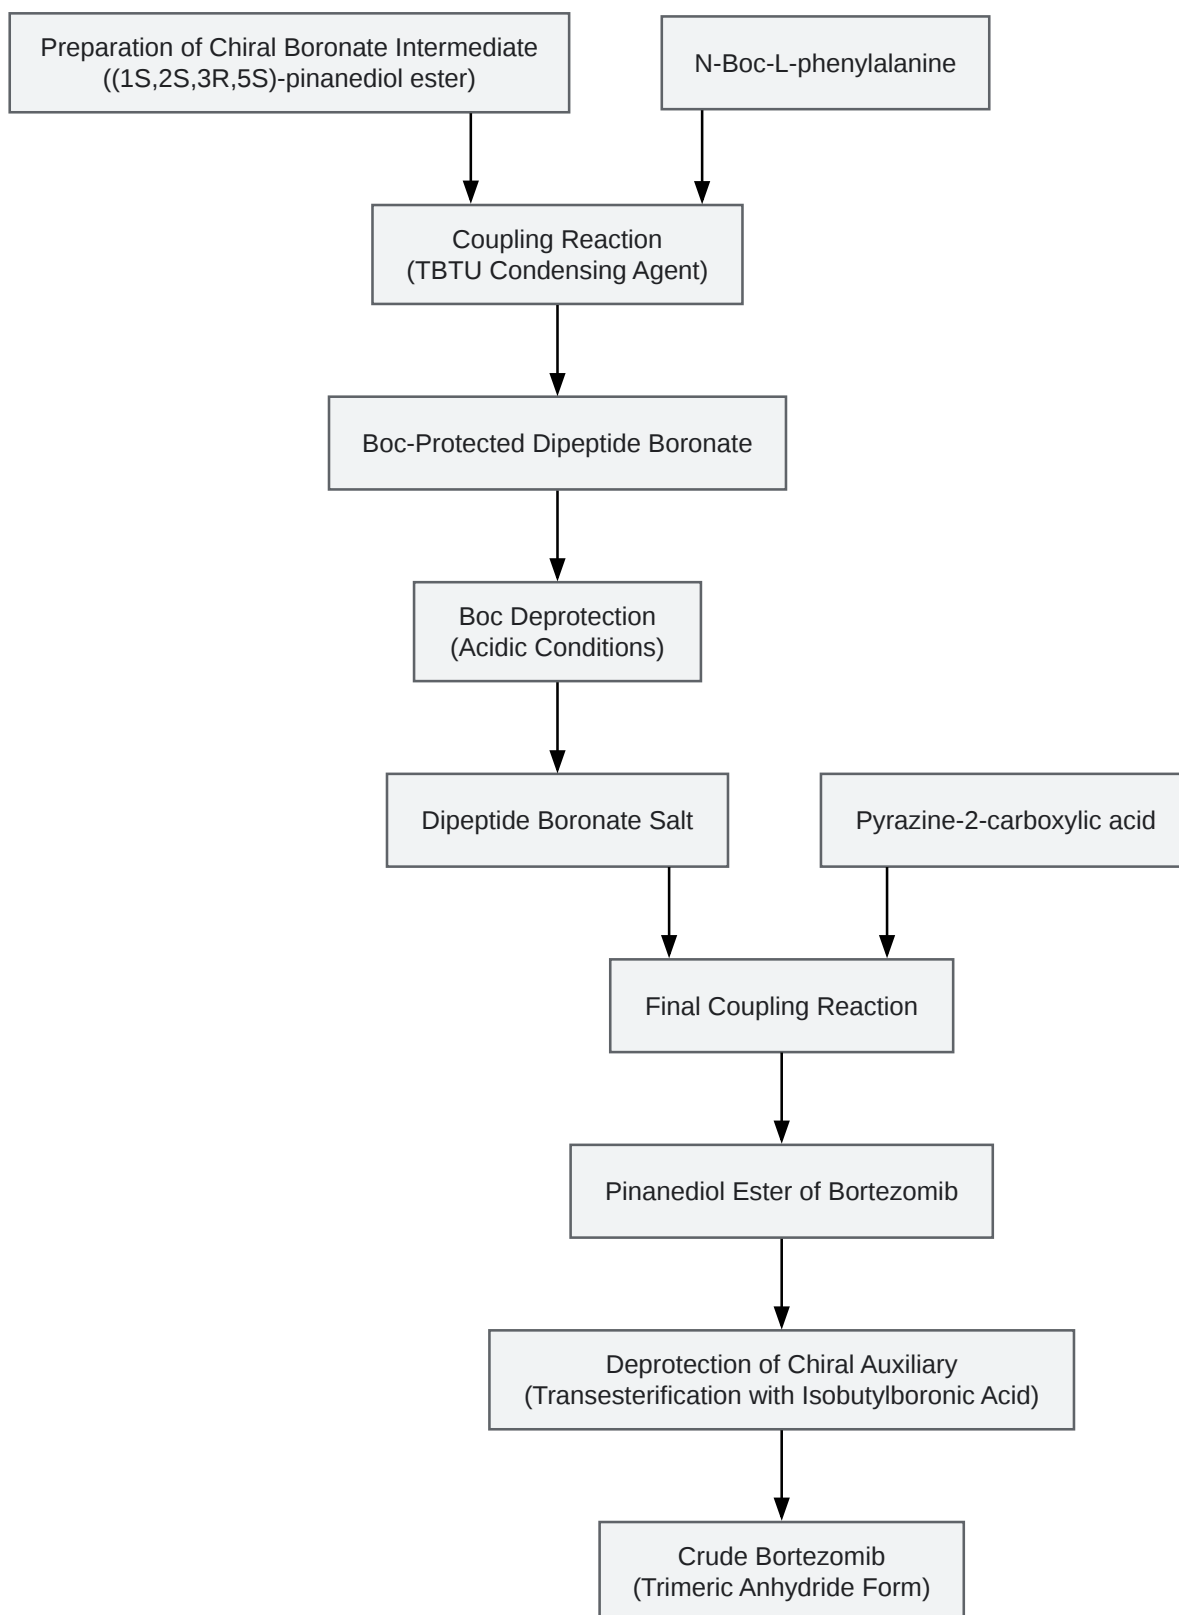 Preparation of Chiral Boronate Intermediate
((1S,2S,3R,5S)-pinanediol ester)
N-Boc-L-phenylalanine
Coupling Reaction
(TBTU Condensing Agent)
Boc-Protected Dipeptide Boronate
Boc Deprotection
(Acidic Conditions)
Dipeptide Boronate Salt
Pyrazine-2-carboxylic acid
Final Coupling Reaction
Pinanediol Ester of Bortezomib
Deprotection of Chiral Auxiliary
(Transesterification with Isobutylboronic Acid)
Crude Bortezomib
(Trimeric Anhydride Form)